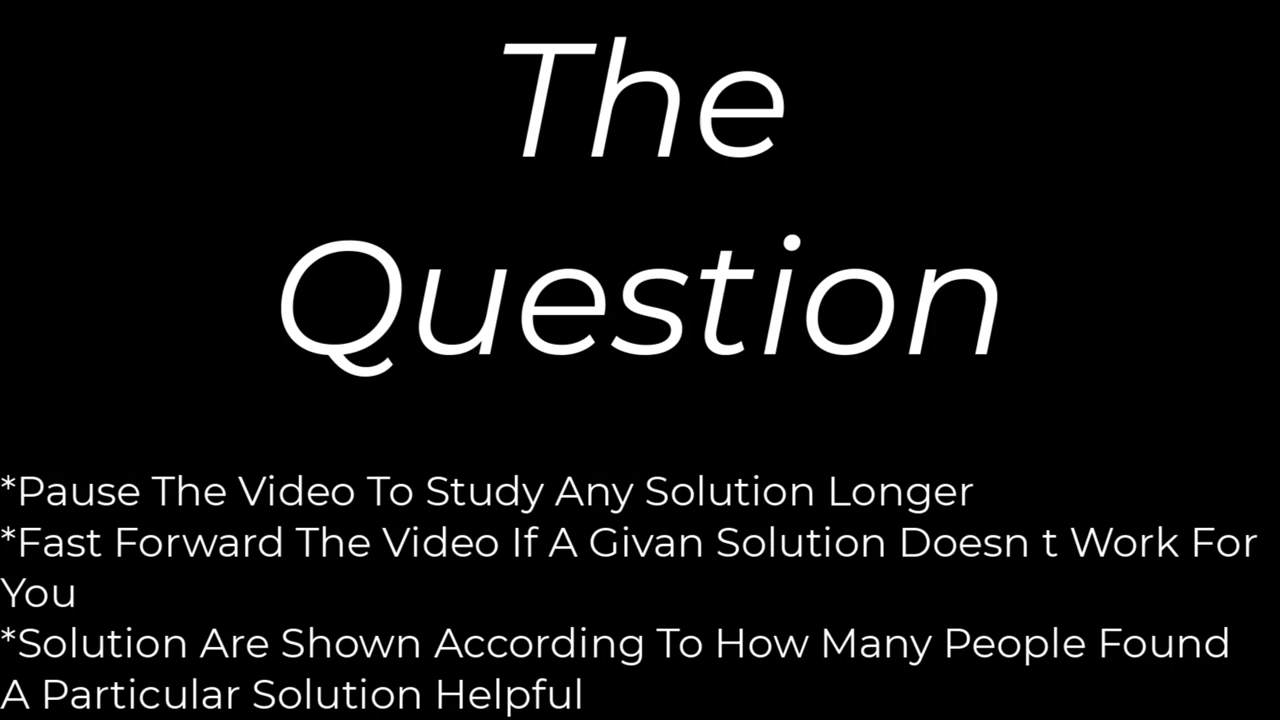 The
Question
*Pause The Video To Study Any Solution Longer
*Fast Forward The Video If A Givan Solution Doesn t Work For
You
*Solution Are Shown According To How Many People Found
A Particular Solution Helpful